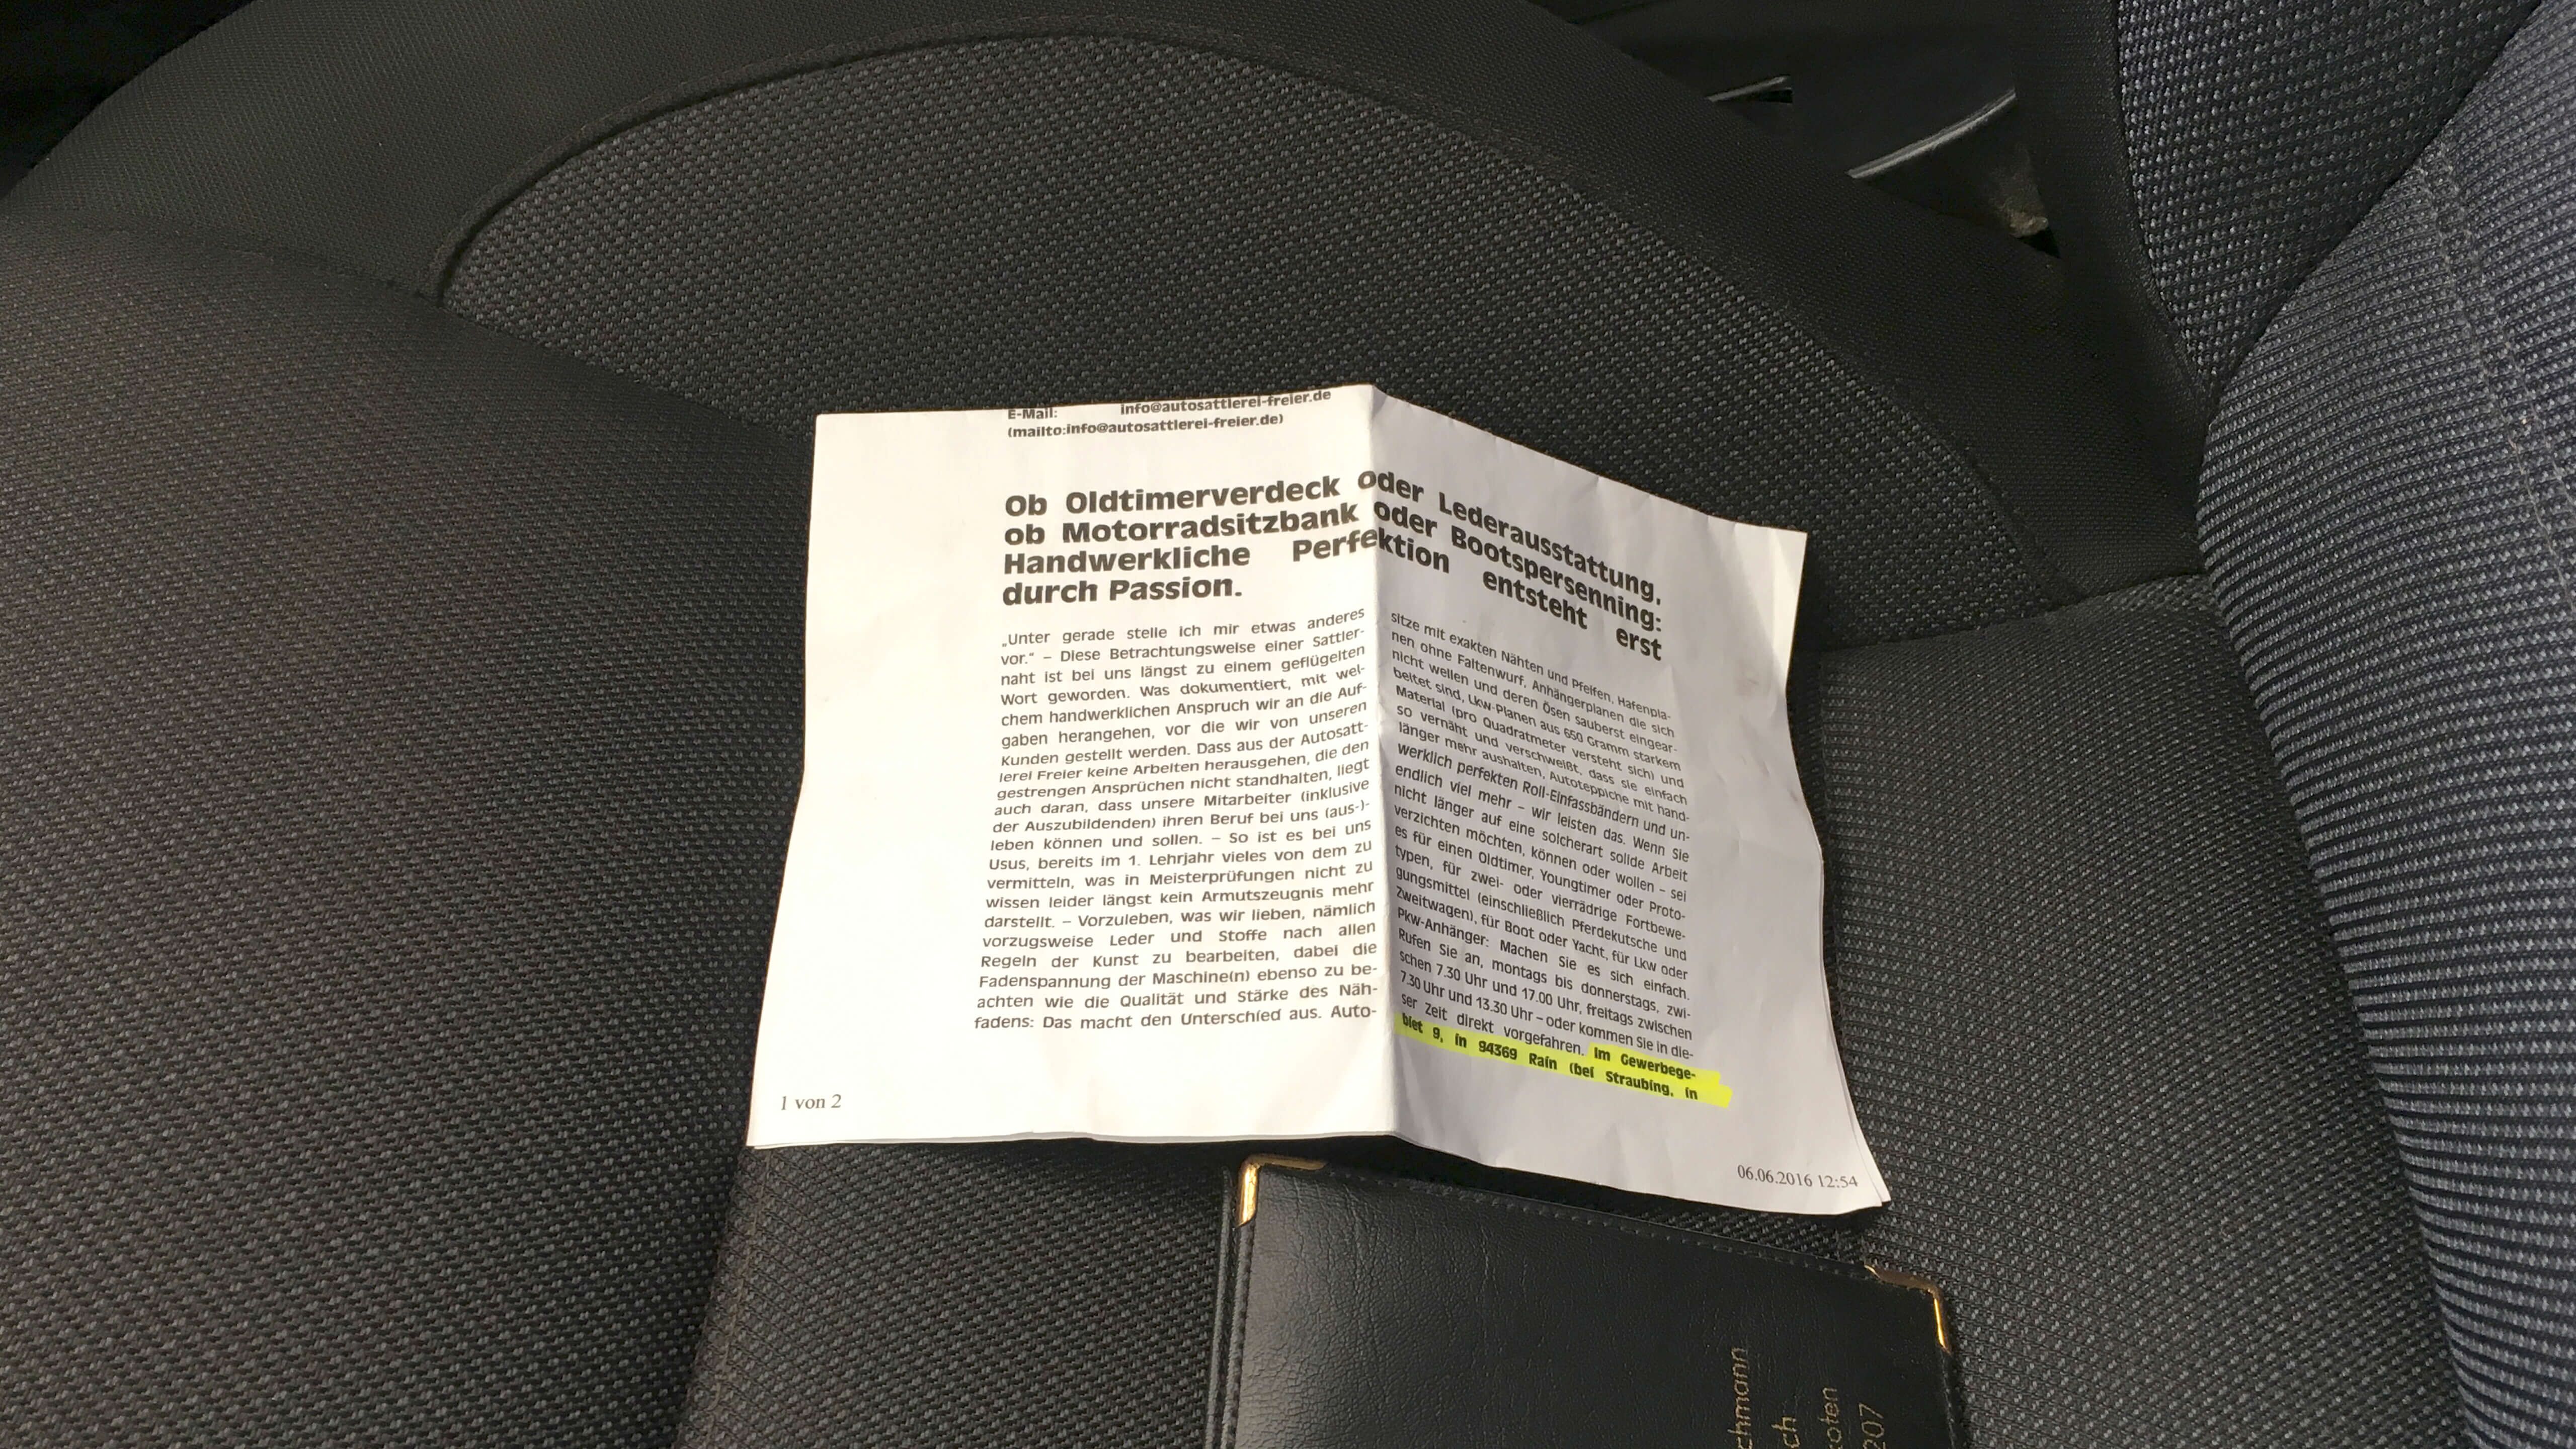 E-Mail: info@autosattlerei-freier.de
(mailto:info@autosattlerei-freier.de)
Ob Oldtimerverdeck oder Lederausstattung,
ob Motorradsitzbank oder Bootspersenning:
Handwerkliche Perfektion entsteht erst
durch Passion.
„Unter gerade stelle ich mir etwas anderes
vor.“ – Diese Betrachtungsweise einer Sattler-
naht ist bei uns längst zu einem geflügelten
Wort geworden. Was dokumentiert, mit wel-
chem handwerklichen Anspruch wir an die Auf-
gaben herangehen, vor die wir von unseren
Kunden gestellt werden. Dass aus der Autosatt-
lerei Freier keine Arbeiten herausgehen, die den
gestrengen Ansprüchen nicht standhalten, liegt
auch daran, dass unsere Mitarbeiter (inklusive
der Auszubildenden) ihren Beruf bei uns (aus-)-
leben können und sollen. – So ist es bei uns
Usus, bereits im 1. Lehrjahr vieles von dem zu
vermitteln, was in Meisterprüfungen nicht zu
wissen leider längst kein Armutszeugnis mehr
darstellt. – Vorzuleben, was wir lieben, nämlich
vorzugsweise Leder und Stoffe nach allen
Regeln der Kunst zu bearbeiten, dabei die
Fadenspannung der Maschine(n) ebenso zu be-
achten wie die Qualität und Stärke des Näh-
fadens: Das macht den Unterschied aus. Auto-
sitze mit exakten Nähten und Pfeifen, Hafenpla-
nen ohne Faltenwurf, Anhängerplanen die sich
nicht wellen und deren Ösen sauberst eingear-
beitet sind, Lkw-Planen aus 650 Gramm starkem
Material (pro Quadratmeter versteht sich) und
so vernäht und verschweißt, dass sie einfach
länger mehr aushalten, Autoteppiche mit hand-
werklich perfekten Roll-Einfassbändern und un-
endlich viel mehr – wir leisten das. Wenn Sie
nicht länger auf eine solcherart solide Arbeit
verzichten möchten, können oder wollen – sei
es für einen Oldtimer, Youngtimer oder Proto-
typen, für zwei- oder vierrädrige Fortbewe-
gungsmittel (einschließlich Pferdekutsche und
Zweitwagen), für Boot oder Yacht, für Lkw oder
Pkw-Anhänger: Machen Sie es sich einfach.
Rufen Sie an, montags bis donnerstags, zwi-
schen 7.30 Uhr und 17.00 Uhr, freitags zwischen
7.30 Uhr und 13.30 Uhr – oder kommen Sie in die-
ser Zeit direkt vorgefahren. Im Gewerbege-
biet 9, in 94369 Rain (bei Straubing, in
1 von 2
06.06.2016 12:54
chmann
ch
koten
207